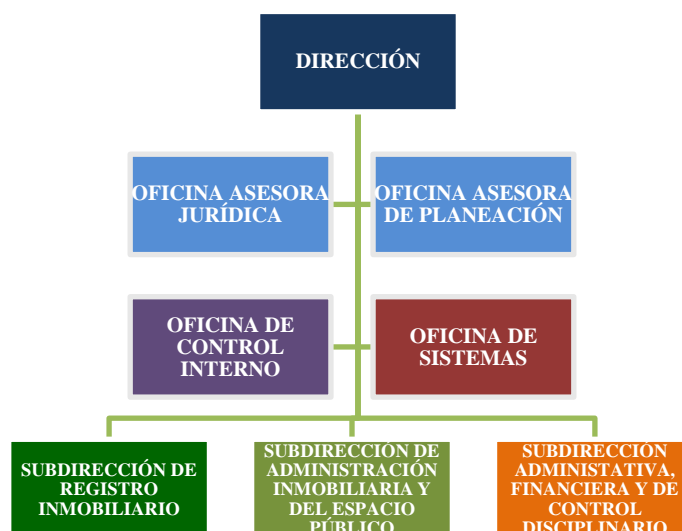 DIRECCIÓN
OFICINA ASESORA
JURÍDICA
OFICINA ASESORA
DE PLANEACIÓN
OFICINA DE
CONTROL
INTERNO
OFICINA DE
SISTEMAS
SUBDIRECCIÓN DE
REGISTRO
INMOBILIARIO
SUBDIRECCIÓN DE
ADMINISTRACIÓN
INMOBILIARIA Y
DEL ESPACIO
PÚBLICO
SUBDIRECCIÓN
ADMINISTATIVA,
FINANCIERA Y DE
CONTROL
DISCIPLINARIO